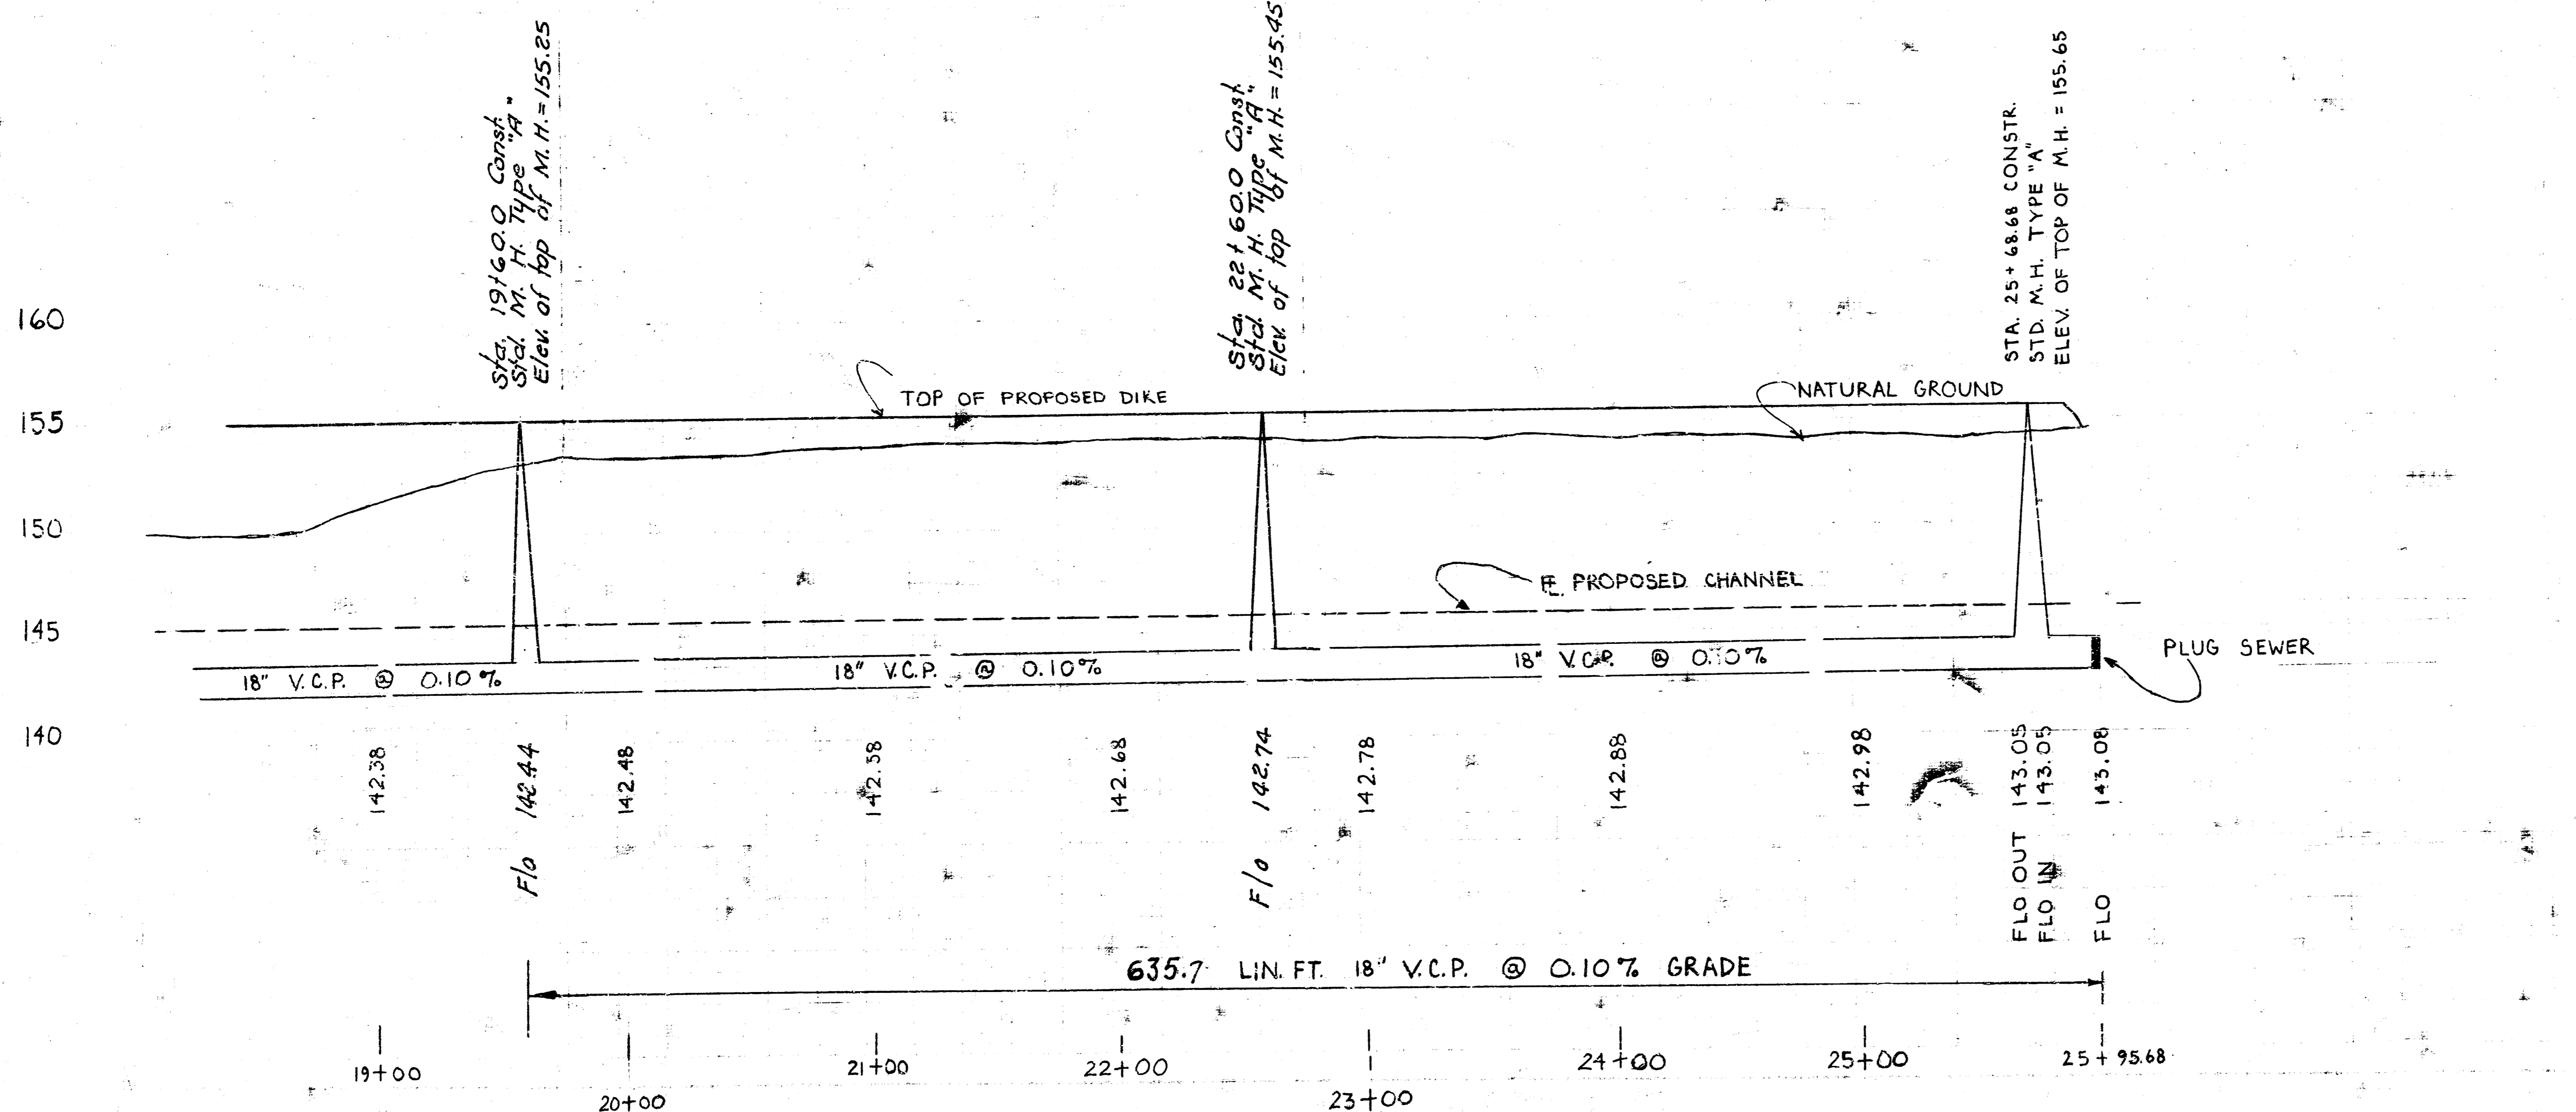 Sta. 19+60.0 Const.
Std. M. H. Type "A"
Elev. of top of M.H. = 155.25
Sta. 22+60.0 Const.
Std. M. H. Type "A"
Elev. of top of M.H. = 155.45
STA. 25+68.68 CONSTR.
STD. M.H. TYPE "A"
ELEV. OF TOP OF M.H. = 155.65
160
155
150
145
140
TOP OF PROPOSED DIKE
NATURAL GROUND
FL PROPOSED CHANNEL
PLUG SEWER
18" V.C.P. @ 0.10%
18" V.C.P. @ 0.10%
18" V.C.P. @ 0.10%
142.38
Flo 142.44
142.48
142.58
142.68
Flo 142.74
142.78
142.88
142.98
FLO OUT 143.05
FLO IN 143.05
FLO 143.08
635.7 LIN. FT. 18" V.C.P. @ 0.10% GRADE
19+00
20+00
21+00
22+00
23+00
24+00
25+00
25+95.68